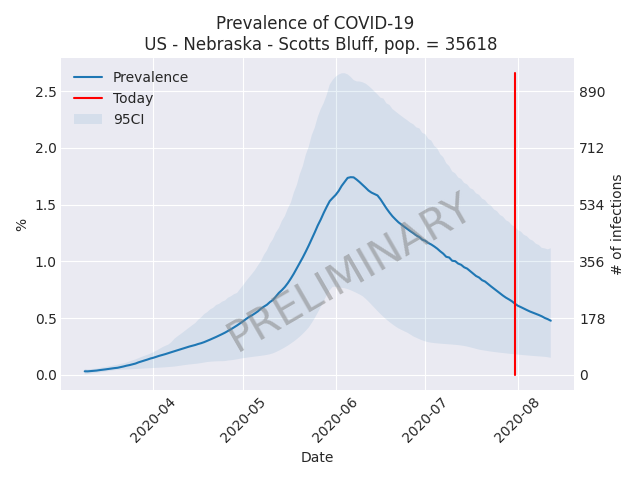 Prevalence of COVID-19
US - Nebraska - Scotts Bluff, pop. = 35618
Prevalence
Today
95CI
2.5
2.0
1.5
1.0
0.5
0.0
%
890
712
534
356
178
0
# of infections
PRELIMINARY
2020-04
2020-05
2020-06
2020-07
2020-08
Date